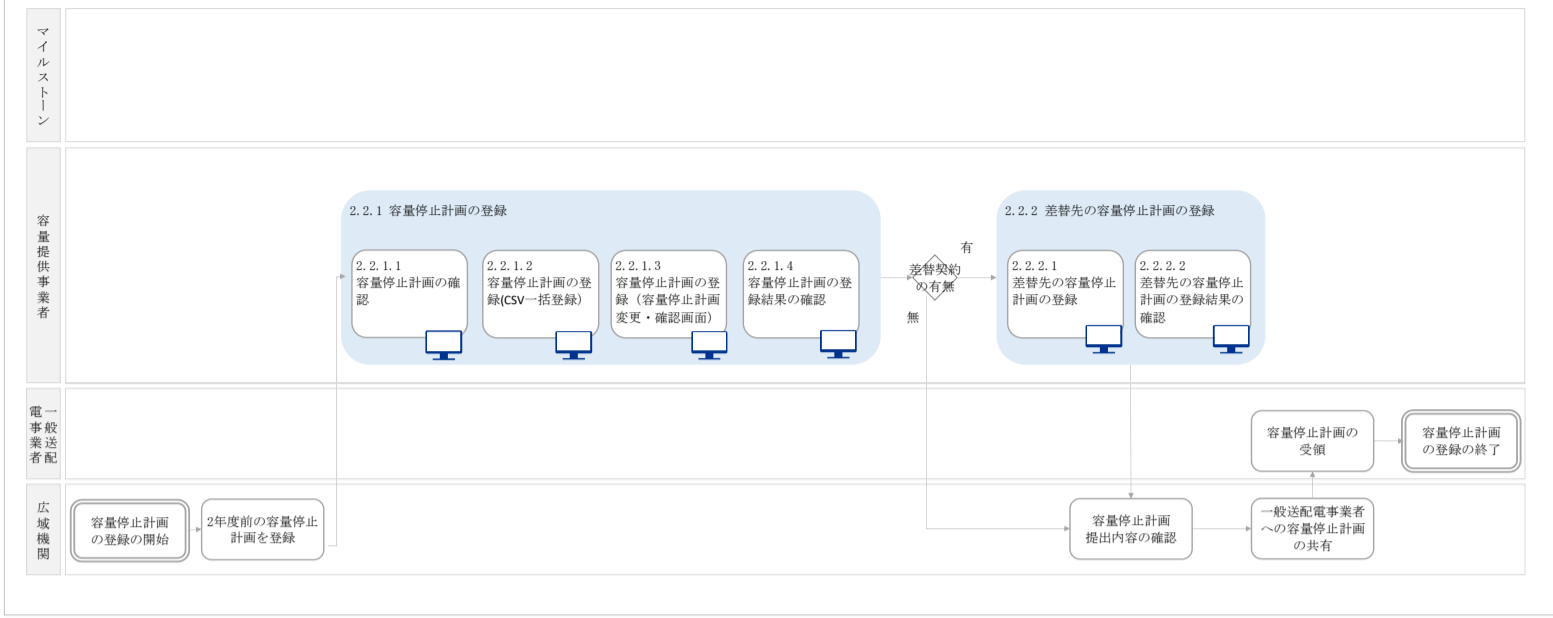 マイルストーン
容量提供事業者
2.2.1 容量停止計画の登録
2.2.1.1
容量停止計画の確
認
2.2.1.2
容量停止計画の登
録(CSV一括登録)
2.2.1.3
容量停止計画の登
録（容量停止計画
変更・確認画面）
2.2.1.4
容量停止計画の登
録結果の確認
差替契約
の有無
有
無
2.2.2 差替先の容量停止計画の登録
2.2.2.1
差替先の容量停止
計画の登録
2.2.2.2
差替先の容量停止
計画の登録結果の
確認
一般送配
電事業者
容量停止計画の
受領
容量停止計画
の登録の終了
広域機関
容量停止計画
の登録の開始
2年度前の容量停止
計画を登録
容量停止計画
提出内容の確認
一般送配電事業者
への容量停止計画
の共有